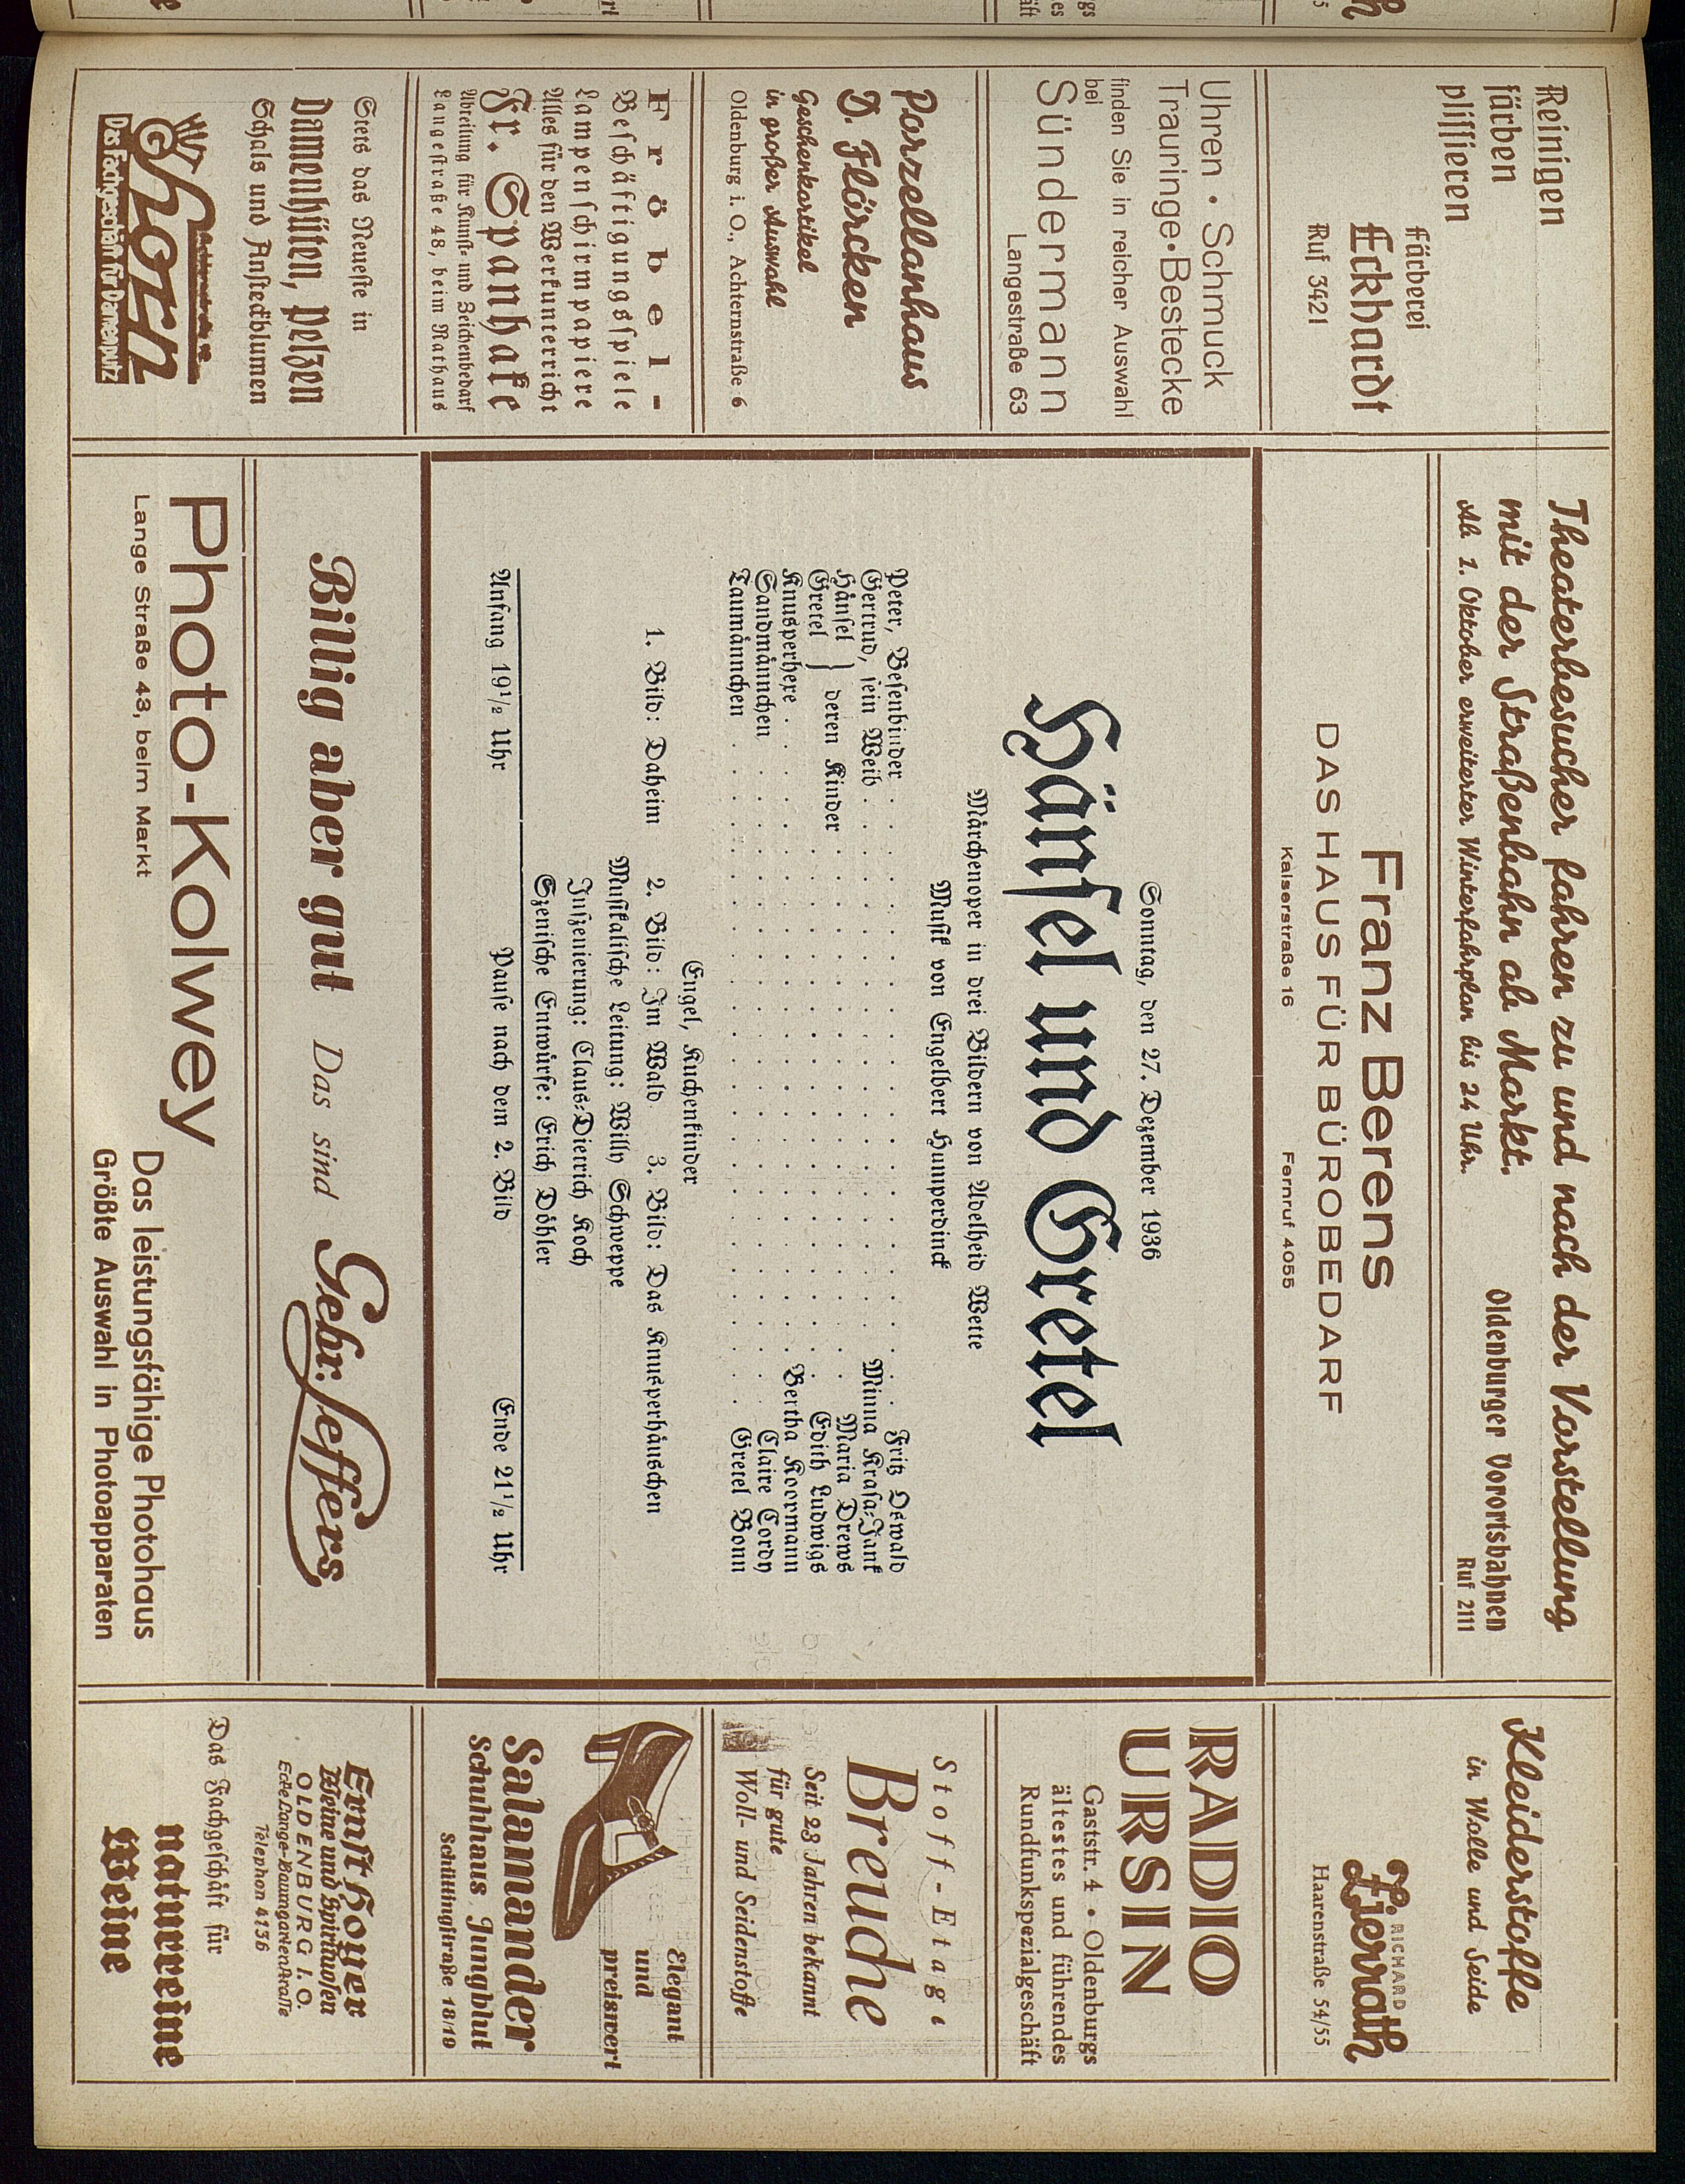 Reinigen
färben
plissieren
Färberei
Eckhardt
Ruf 3421
Uhren • Schmuck
Trauringe•Bestecke
finden Sie in reicher Auswahl
bei
Sündermann
Langestraße 63
Porzellanhaus
D. Flörcken
Geschenkartikel
in großer Auswahl
Oldenburg i. O., Achternstraße 6
Fröbel-
Beschäftigungsspiele
Lampenschirmpapiere
Alles für den Werkunterricht
Fr. Spanhake
Abteilung für Kunst- und Zeichenbedarf
Langestraße 48, beim Rathaus
Stets das Neueste in
Damenhüten, Pelzen
Schals und Ansteckblumen
Ghorn
Das Fachgeschäft für Damenputz
Theaterbesucher fahren zu und nach der Vorstellung
mit der Straßenbahn ab Markt.
Ab 1. Oktober erweiterter Winterfahrplan bis 24 Uhr.
Oldenburger Vorortsbahnen
Ruf 2111
Franz Berens
DAS HAUS FÜR BÜROBEDARF
Kaiserstraße 16 Fernruf 4055
Sonntag, den 27. Dezember 1936
Hänsel und Gretel
Märchenoper in drei Bildern von Adelheid Wette
Musik von Engelbert Humperdinck
Peter, Besenbinder . . . Fritz Oswald
Gertrud, sein Weib . . . Minna Krasa-Jank
Hänsel } deren Kinder . . . Maria Drews
Gretel } . . . Edith Ludwigs
Knusperhexe . . . Bertha Koormann
Sandmännchen . . . Claire Cordy
Taumännchen . . . Gretel Bonn
Engel, Kuchenkinder
1. Bild: Daheim 2. Bild: Im Wald 3. Bild: Das Knusperhäuschen
Musikalische Leitung: Willy Schweppe
Inszenierung: Claus-Dietrich Koch
Szenische Entwürfe: Erich Döhler
Anfang 19½ Uhr Pause nach dem 2. Bild Ende 21½ Uhr
Billig aber gut Das sind Gebr. Leffers
Photo-Kolwey
Lange Straße 43, beim Markt
Das leistungsfähige Photohaus
Größte Auswahl in Photoapparaten
Kleiderstoffe
in Wolle und Seide
RICHARD
Zierrath
Haarenstraße 54/55
RADIO
URSIN
Gaststr. 4 • Oldenburgs
ältestes und führendes
Rundfunkspezialgeschäft
Stoff-Etage
Breuche
Seit 23 Jahren bekannt
für gute
Woll- und Seidenstoffe
Elegant
und
preiswert
Salamander
Schuhhaus Jungblut
Schüttingstraße 18/19
Ernst Hoyer
Weine und Spirituosen
OLDENBURG I. O.
Ecke Lange-Baumgartenstraße
Telephon 4136
Das Fachgeschäft für
naturreine
Weine